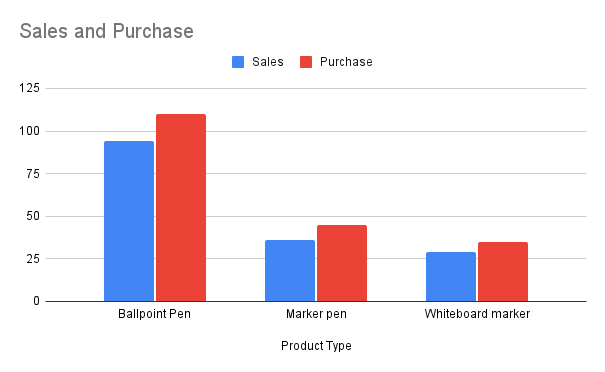 Sales and Purchase
Sales Purchase
125
100
75
50
25
0
Ballpoint Pen Marker pen Whiteboard marker
Product Type